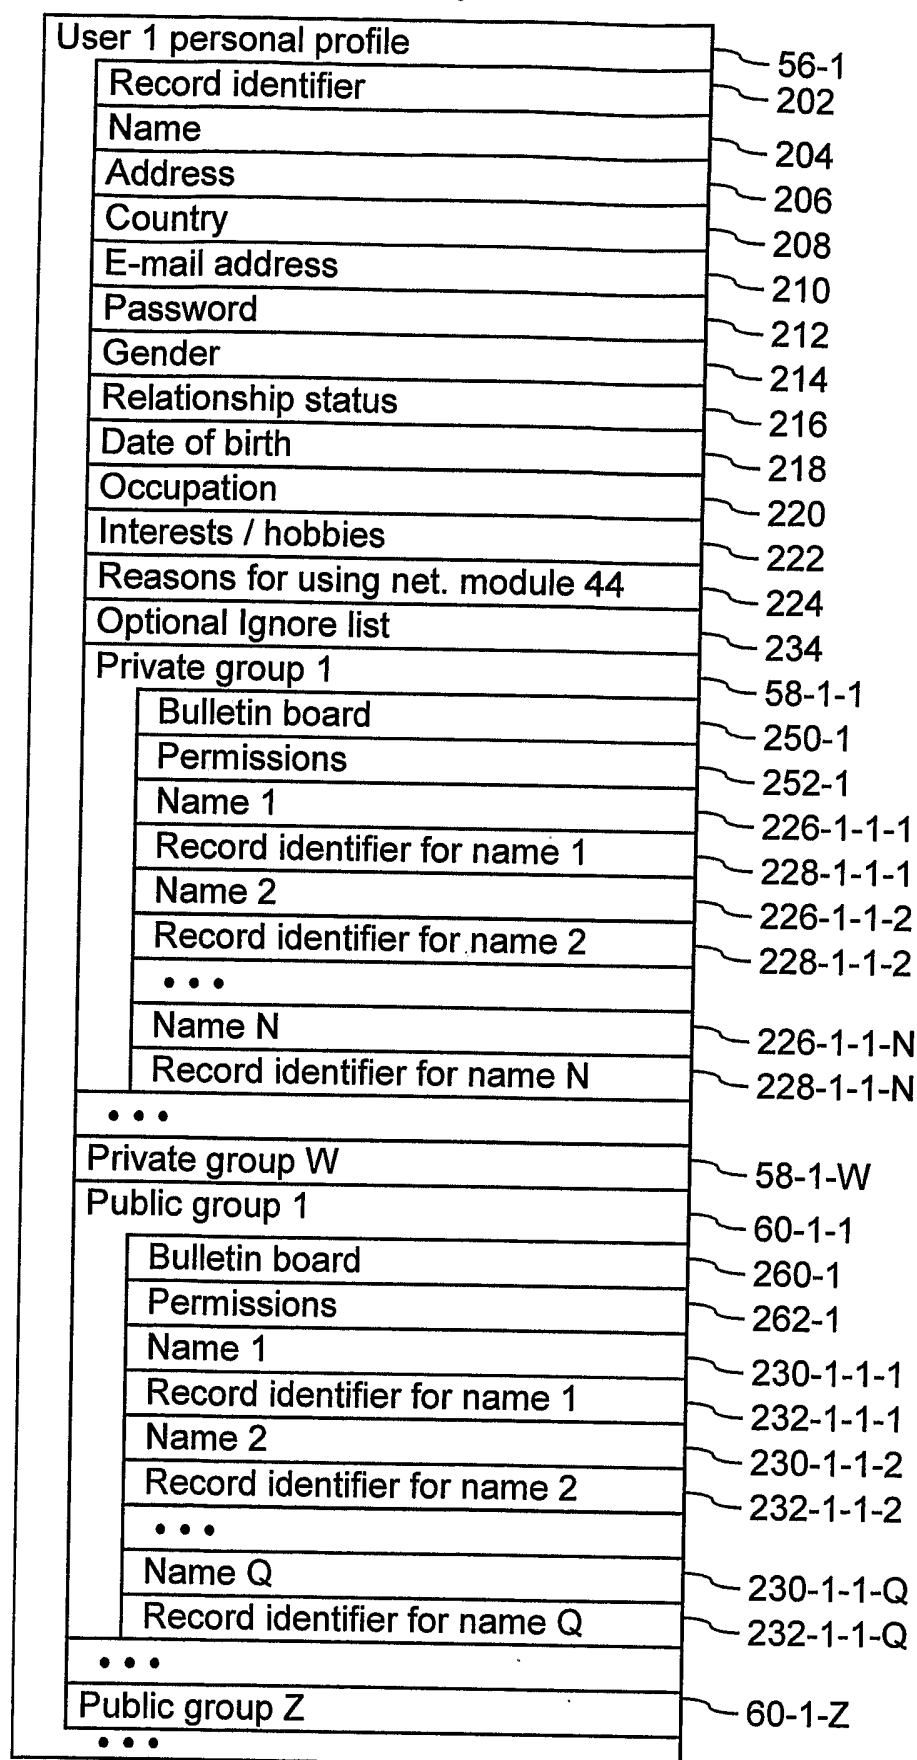 User 1 personal profile 56-1
Record identifier 202
Name 204
Address 206
Country 208
E-mail address 210
Password 212
Gender 214
Relationship status 216
Date of birth 218
Occupation 220
Interests / hobbies 222
Reasons for using net. module 44 224
Optional Ignore list 234
Private group 1 58-1-1
Bulletin board 250-1
Permissions 252-1
Name 1 226-1-1-1
Record identifier for name 1 228-1-1-1
Name 2 226-1-1-2
Record identifier for name 2 228-1-1-2
• • •
Name N 226-1-1-N
Record identifier for name N 228-1-1-N
• • •
Private group W 58-1-W
Public group 1 60-1-1
Bulletin board 260-1
Permissions 262-1
Name 1 230-1-1-1
Record identifier for name 1 232-1-1-1
Name 2 230-1-1-2
Record identifier for name 2 232-1-1-2
• • •
Name Q 230-1-1-Q
Record identifier for name Q 232-1-1-Q
• • •
Public group Z 60-1-Z
• • •